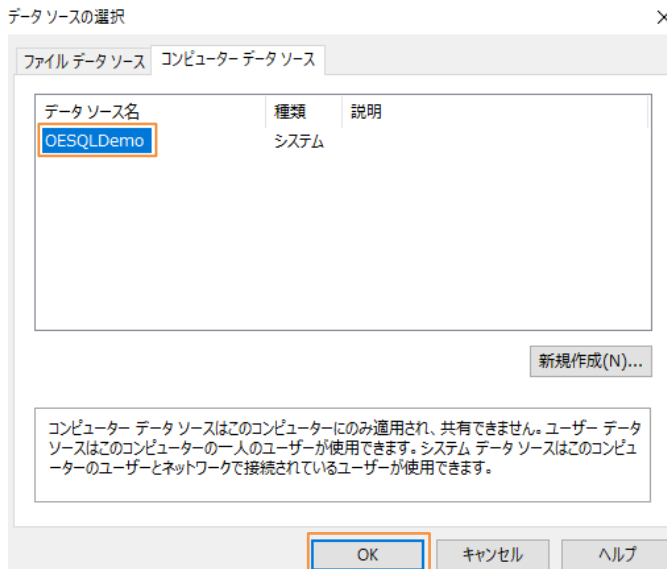 データ ソースの選択
ファイル データ ソース コンピューター データ ソース
データ ソース名 種類 説明
OESQLDemo システム
新規作成(N)...
コンピューター データ ソースはこのコンピューターにのみ適用され、共有できません。ユーザー データ
ソースはこのコンピューターの一人のユーザーが使用できます。システム データ ソースはこのコンピュ
ーターのユーザーとネットワークで接続されているユーザーが使用できます。
OK キャンセル ヘルプ